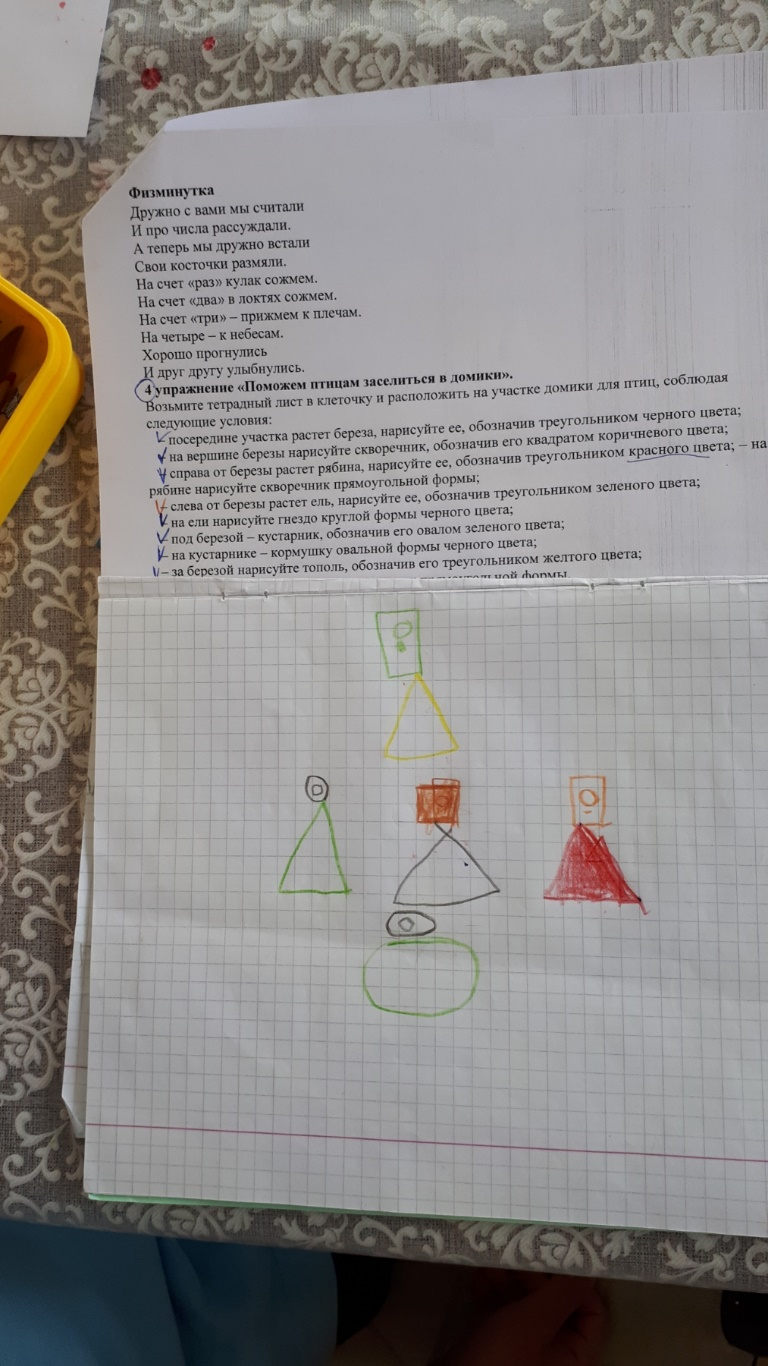 Физминутка
Дружно с вами мы считали
И про числа рассуждали.
А теперь мы дружно встали
Свои косточки размяли.
На счет «раз» кулак сожмем.
На счет «два» в локтях сожмем.
На счет «три» – прижмем к плечам.
На четыре – к небесам.
Хорошо прогнулись
И друг другу улыбнулись.
4 упражнение «Поможем птицам заселиться в домики».
Возьмите тетрадный лист в клеточку и расположить на участке домики для птиц, соблюдая
следующие условия:
посередине участка растет береза, нарисуйте ее, обозначив треугольником черного цвета;
на вершине березы нарисуйте скворечник, обозначив его квадратом коричневого цвета;
справа от березы растет рябина, нарисуйте ее, обозначив треугольником красного цвета; – на
рябине нарисуйте скворечник прямоугольной формы;
– слева от березы растет ель, нарисуйте ее, обозначив треугольником зеленого цвета;
– на ели нарисуйте гнездо круглой формы черного цвета;
– под березой – кустарник, обозначив его овалом зеленого цвета;
– на кустарнике – кормушку овальной формы черного цвета;
– за березой нарисуйте тополь, обозначив его треугольником желтого цвета;
формы